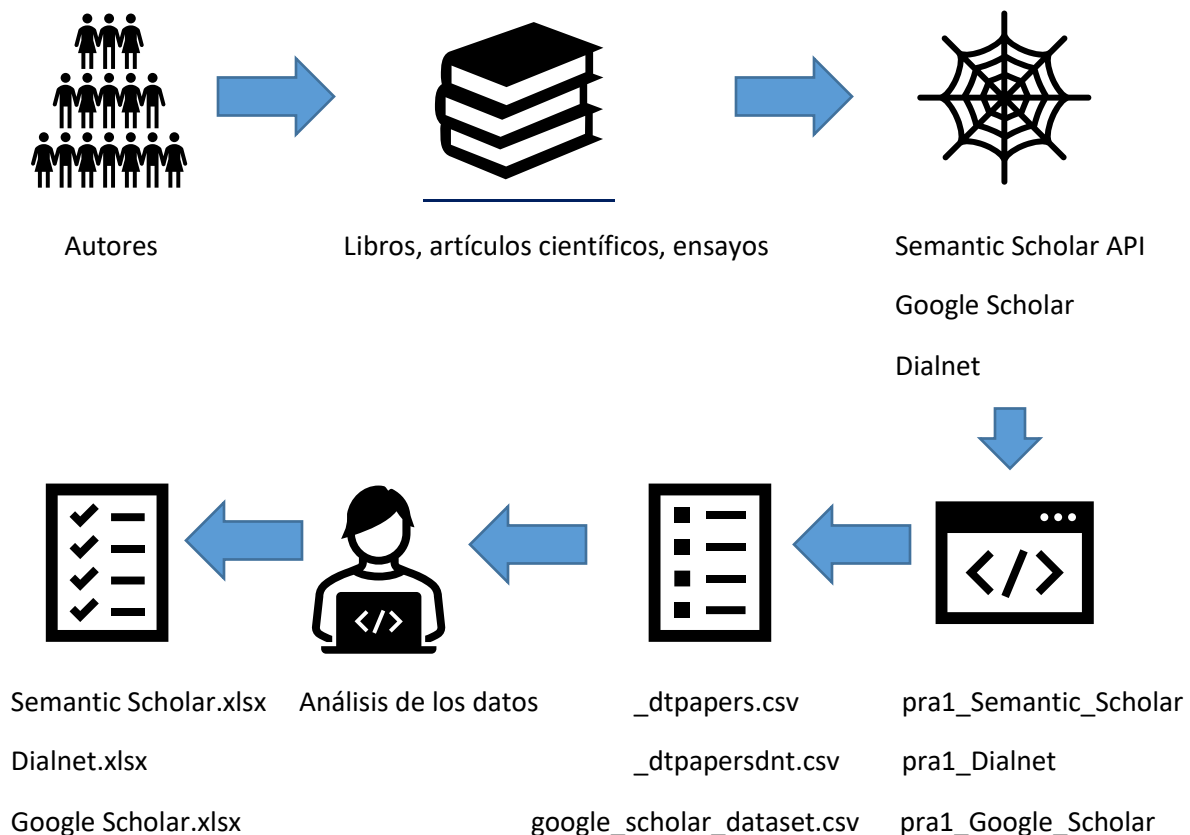 Autores
Libros, artículos científicos, ensayos
Semantic Scholar API
Google Scholar
Dialnet
</>
</>
Semantic Scholar.xlsx
Dialnet.xlsx
Google Scholar.xlsx
Análisis de los datos
_dtpapers.csv
_dtpapersdnt.csv
google_scholar_dataset.csv
pra1_Semantic_Scholar
pra1_Dialnet
pra1_Google_Scholar